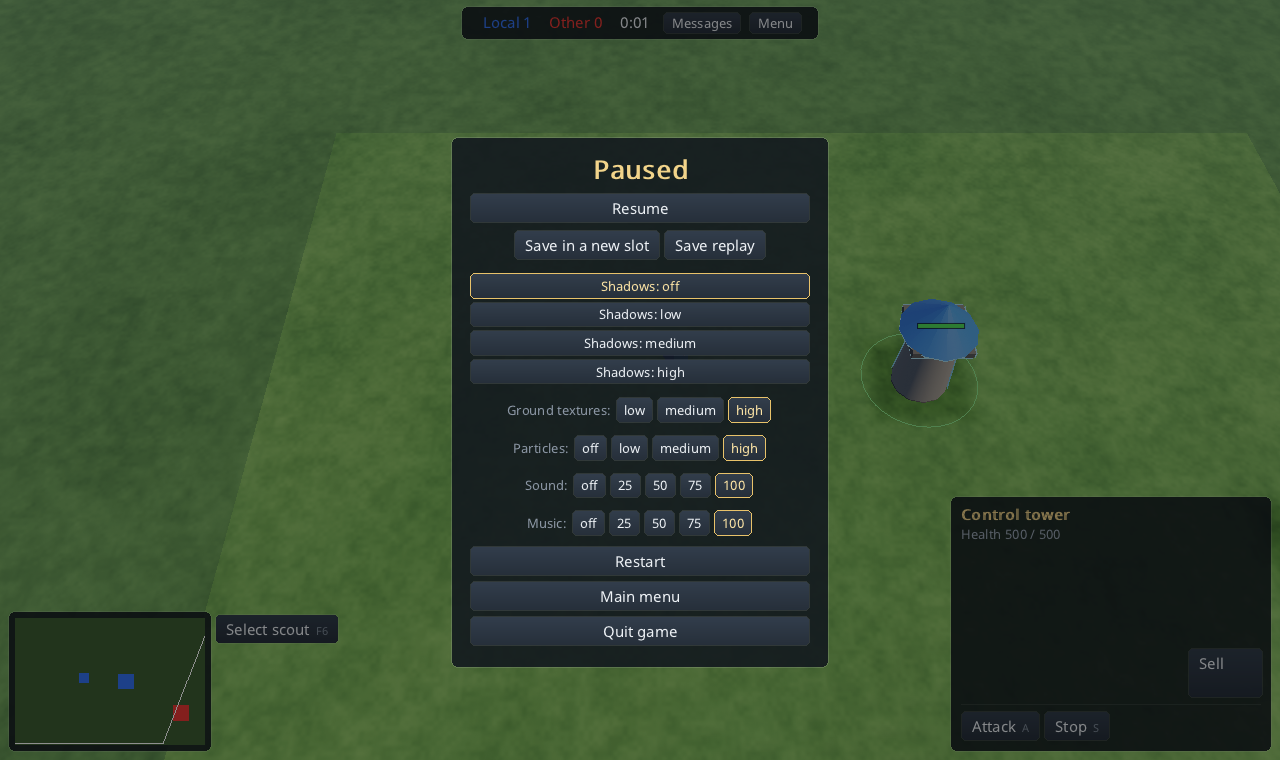 Local 1 Other 0 0:01 Messages Menu
Paused
Resume
Save in a new slot Save replay
Shadows: off
Shadows: low
Shadows: medium
Shadows: high
Ground textures: low medium high
Particles: off low medium high
Sound: off 25 50 75 100
Music: off 25 50 75 100
Restart
Main menu
Quit game
Select scout F6
Control tower
Health 500 / 500
Sell
Attack A Stop S